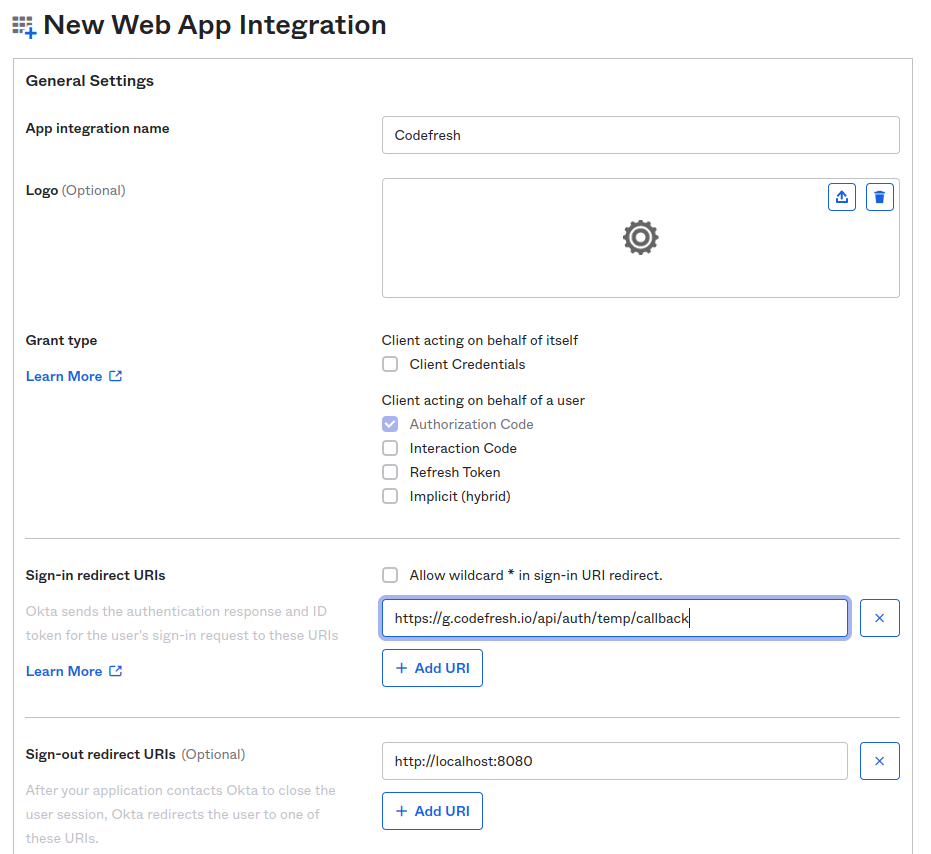 New Web App Integration
General Settings
App integration name
Codefresh
Logo (Optional)
Grant type
Learn More
Client acting on behalf of itself
Client Credentials
Client acting on behalf of a user
Authorization Code
Interaction Code
Refresh Token
Implicit (hybrid)
Sign-in redirect URIs
Okta sends the authentication response and ID
token for the user's sign-in request to these URIs
Learn More
Allow wildcard * in sign-in URI redirect.
https://g.codefresh.io/api/auth/temp/callback
+ Add URI
Sign-out redirect URIs (Optional)
After your application contacts Okta to close the
user session, Okta redirects the user to one of
these URIs.
http://localhost:8080
+ Add URI